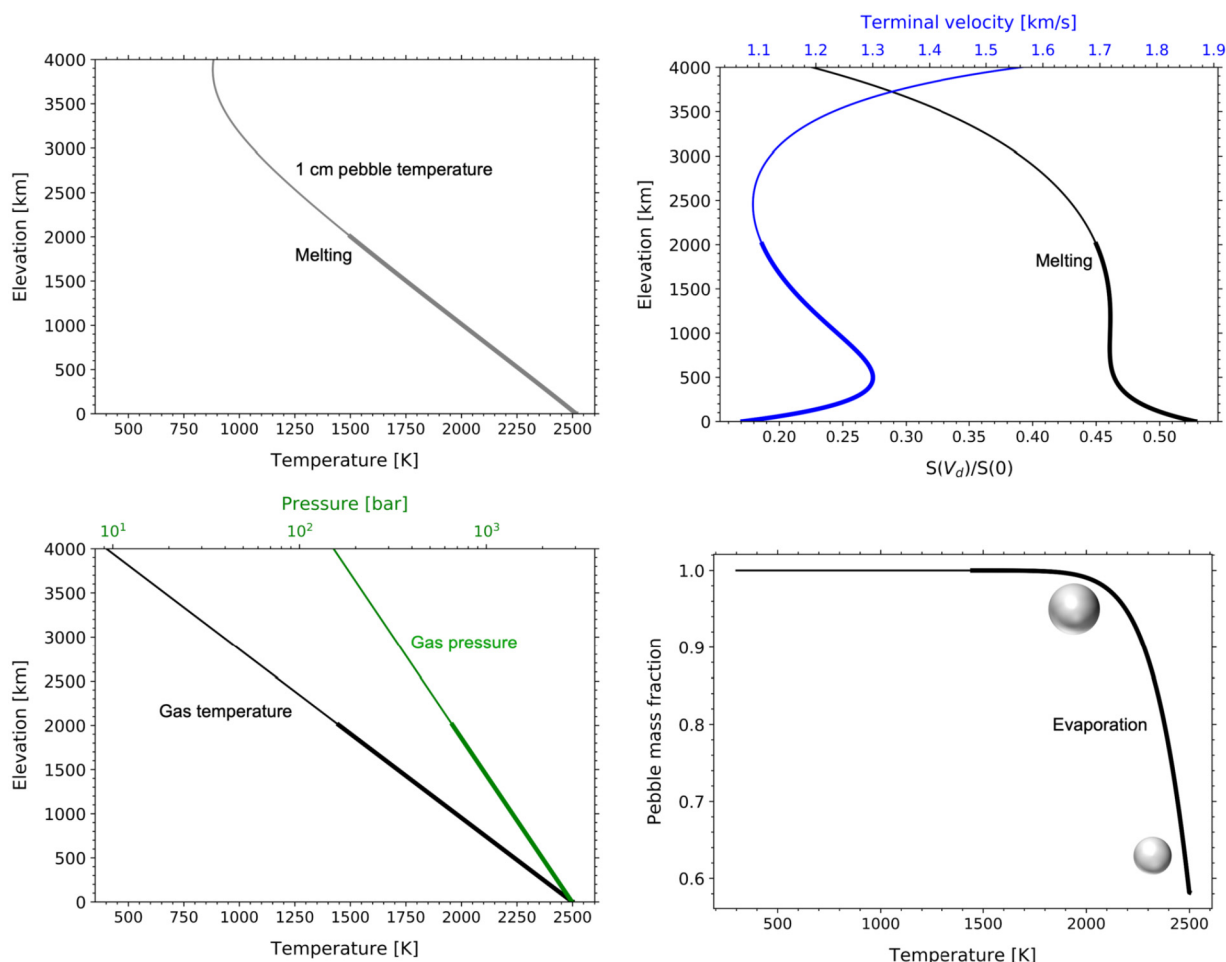 Elevation [km]
4000
3500
3000
2500
2000
1500
1000
500
0
1 cm pebble temperature
Melting
500 750 1000 1250 1500 1750 2000 2250 2500
Temperature [K]
Terminal velocity [km/s]
1.1 1.2 1.3 1.4 1.5 1.6 1.7 1.8 1.9
Elevation [km]
4000
3500
3000
2500
2000
1500
1000
500
0
Melting
0.20 0.25 0.30 0.35 0.40 0.45 0.50
S(V_d)/S(0)
Pressure [bar]
10^1 10^2 10^3
Elevation [km]
4000
3500
3000
2500
2000
1500
1000
500
0
Gas pressure
Gas temperature
500 750 1000 1250 1500 1750 2000 2250 2500
Temperature [K]
Pebble mass fraction
1.0
0.9
0.8
0.7
0.6
Evaporation
500 1000 1500 2000 2500
Temperature [K]